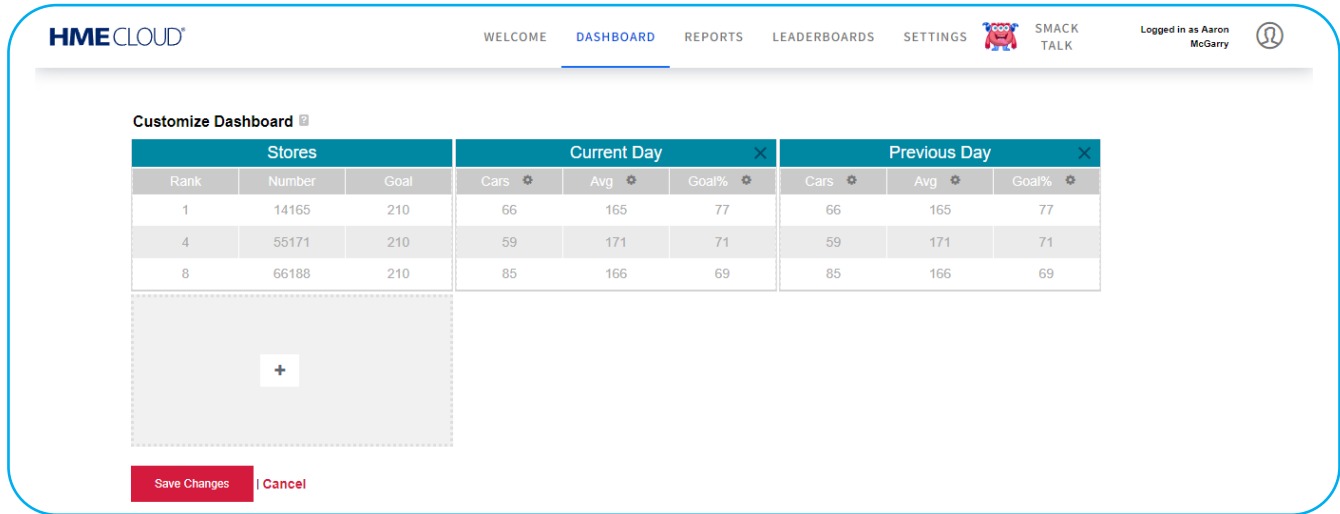 HME CLOUD®
WELCOME DASHBOARD REPORTS LEADERBOARDS SETTINGS SMACK TALK
Logged in as Aaron McGarry
Customize Dashboard ?
Stores Current Day X Previous Day X
Rank Number Goal Cars Avg Goal% Cars Avg Goal%
1 14165 210 66 165 77 66 165 77
4 55171 210 59 171 71 59 171 71
8 66188 210 85 166 69 85 166 69
+
Save Changes | Cancel